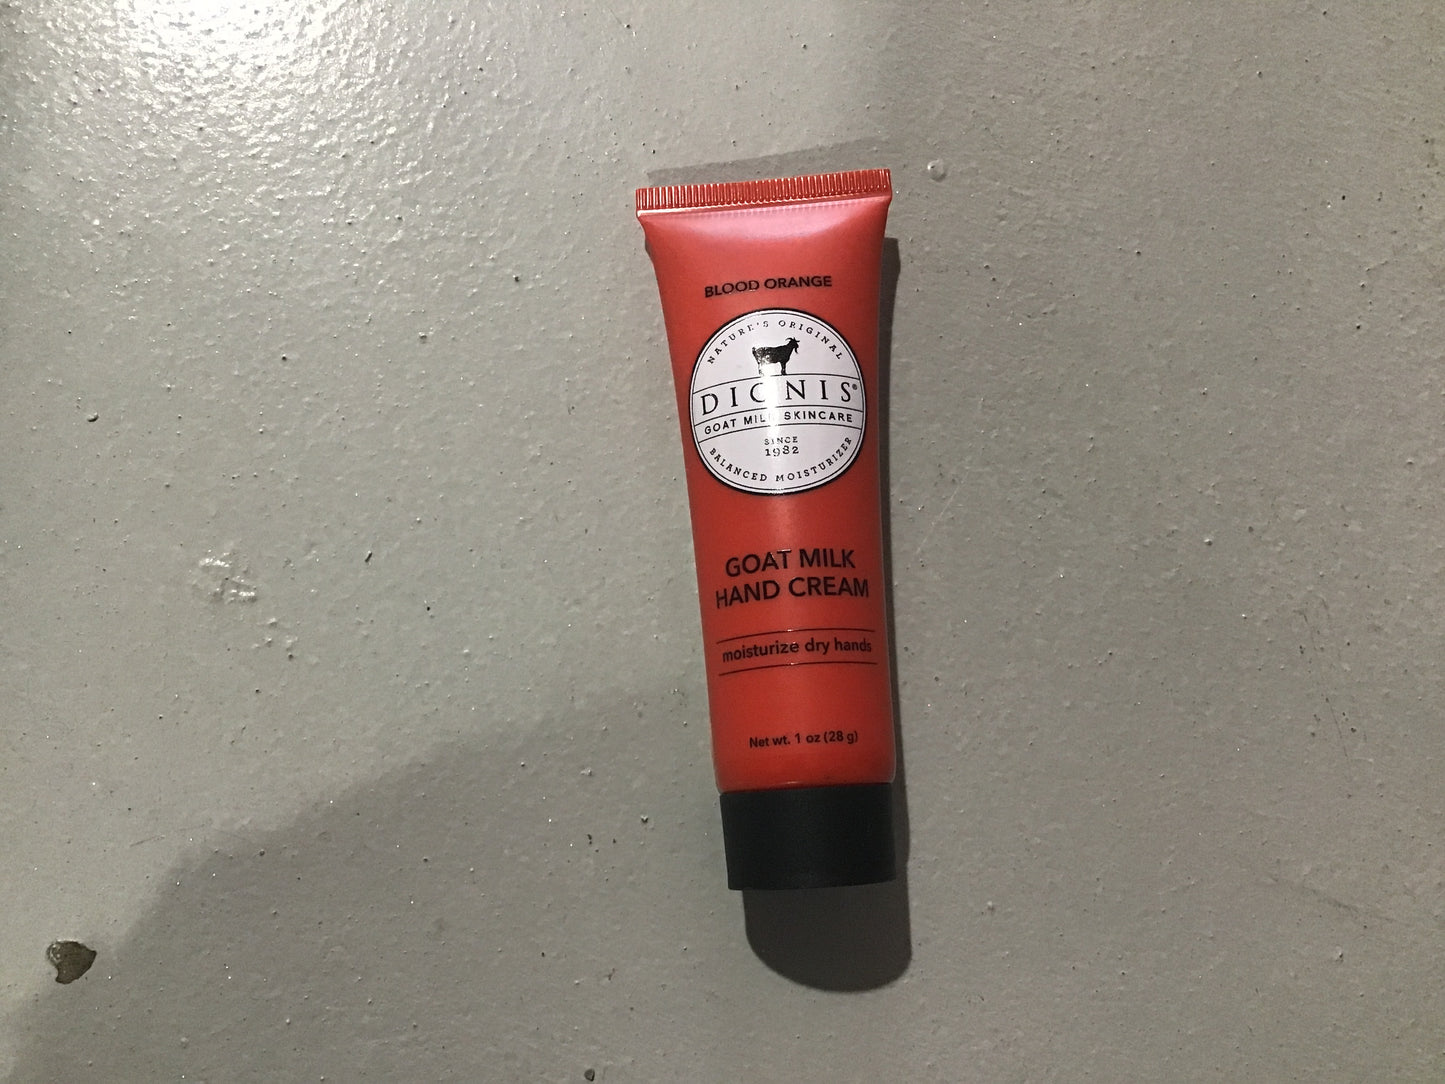 BLOOD ORANGE
NATURE'S ORIGINAL
DIONIS®
GOAT MILK SKINCARE
SINCE
1982
BALANCED MOISTURIZER
GOAT MILK
HAND CREAM
moisturize dry hands
Net wt. 1 oz (28 g)